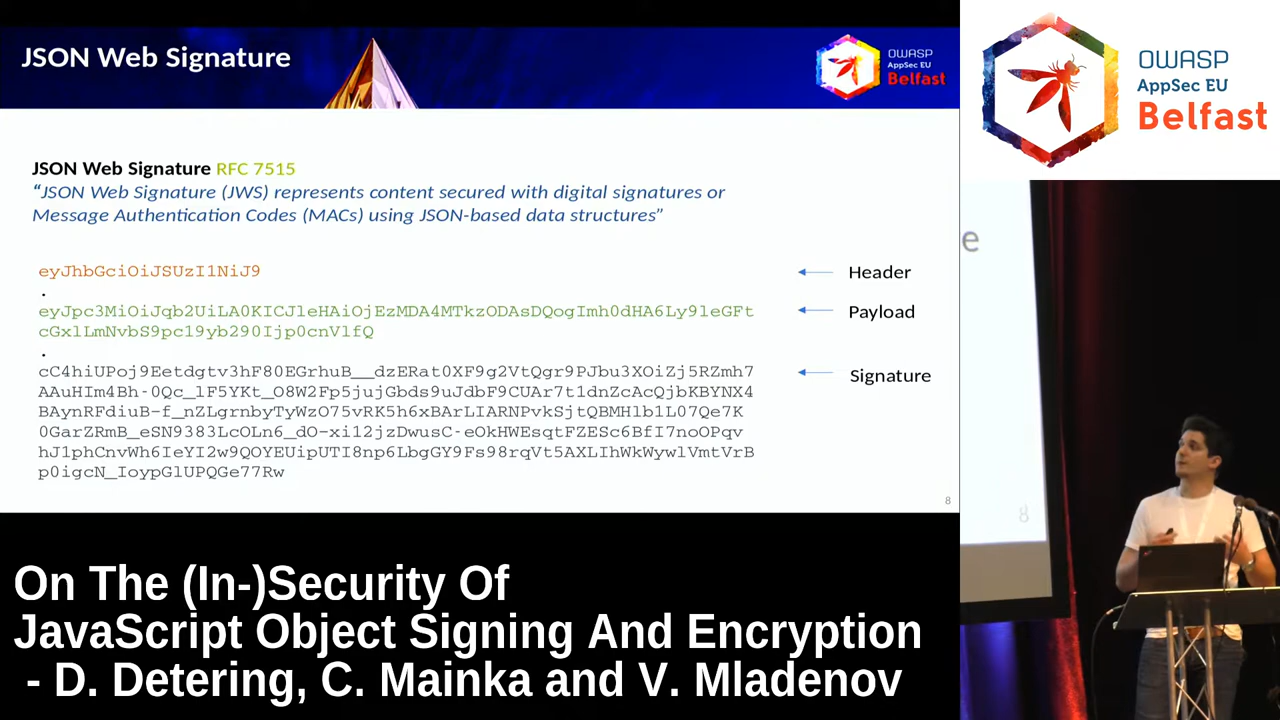 JSON Web Signature
OWASP
AppSec EU
Belfast
OWASP
AppSec EU
Belfast
JSON Web Signature RFC 7515
“JSON Web Signature (JWS) represents content secured with digital signatures or
Message Authentication Codes (MACs) using JSON-based data structures”
eyJhbGciOiJSUzI1NiJ9
Header
.
eyJpc3MiOiJqb2UiLA0KICJleHAiOjEzMDA4MTkzODAsDQogImh0dHA6Ly9leGFt
Payload
cGxlLmNvbS9pc19yb290Ijp0cnVlfQ
.
cC4hiUPoj9Eetdgtv3hF80EGrhuB__dzERat0XF9g2VtQgr9PJbu3XOiZj5RZmh7
Signature
AAuHIm4Bh-0Qc_lF5YKt_O8W2Fp5jujGbds9uJdbF9CUAr7t1dnZcAcQjbKBYNX4
BAynRFdiuB-f_nZLgrnbyTyWzO75vRK5h6xBArLIARNPvkSjtQBMHlb1L07Qe7K
0GarZRmB_eSN9383LcOLn6_dO-xi12jzDwusC-eOkHWEsqtFZESc6BfI7noOPqv
hJ1phCnvWh6IeYI2w9QOYEUipUTI8np6LbgGY9Fs98rqVt5AXLIhWkWywlVmtVrB
p0igcN_IoypGlUPQGe77Rw
8
e
8
On The (In-)Security Of
JavaScript Object Signing And Encryption
- D. Detering, C. Mainka and V. Mladenov